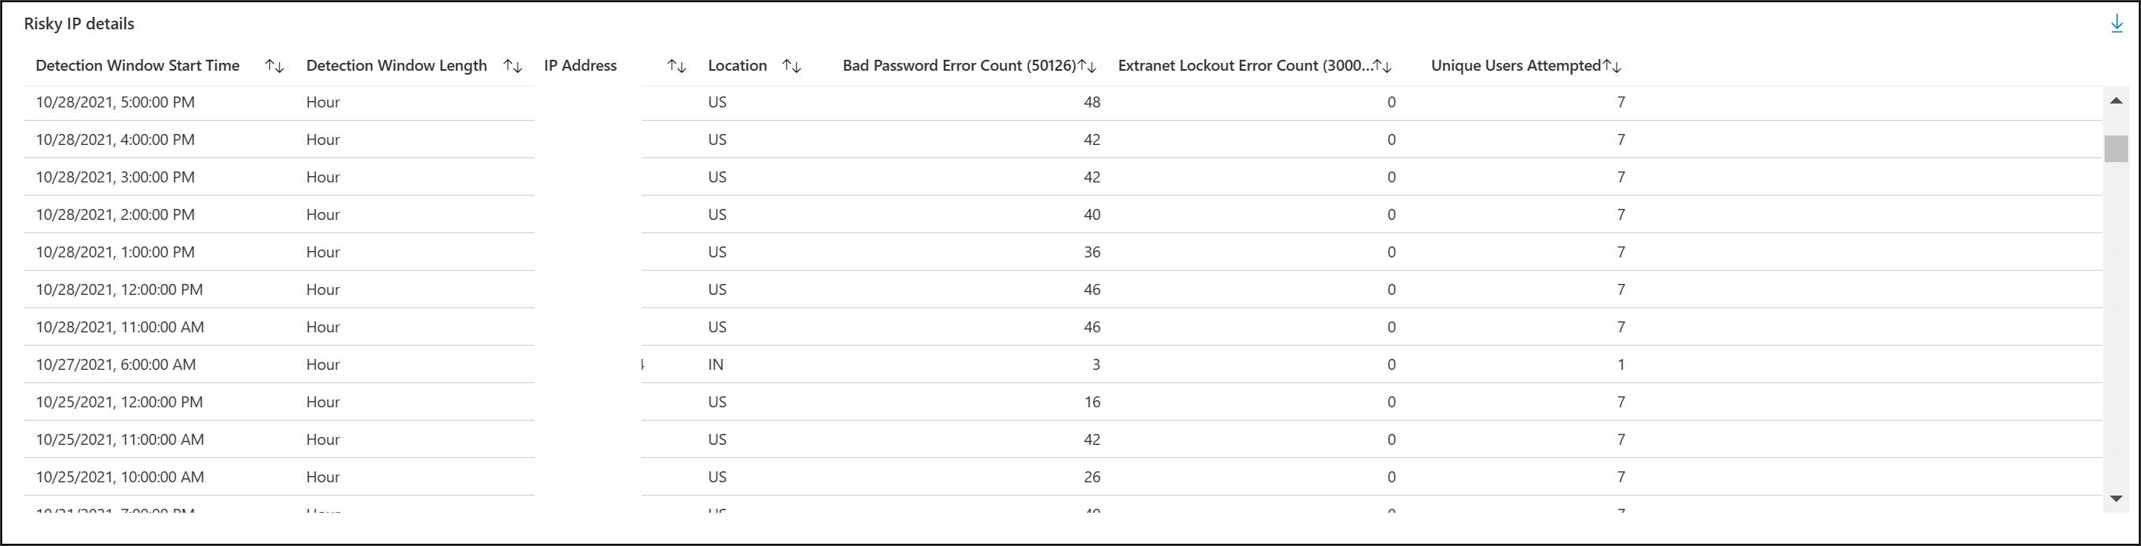 Risky IP details
Detection Window Start Time Detection Window Length IP Address Location Bad Password Error Count (50126) Extranet Lockout Error Count (3000... Unique Users Attempted
10/28/2021, 5:00:00 PM Hour US 48 0 7
10/28/2021, 4:00:00 PM Hour US 42 0 7
10/28/2021, 3:00:00 PM Hour US 42 0 7
10/28/2021, 2:00:00 PM Hour US 40 0 7
10/28/2021, 1:00:00 PM Hour US 36 0 7
10/28/2021, 12:00:00 PM Hour US 46 0 7
10/28/2021, 11:00:00 AM Hour US 46 0 7
10/27/2021, 6:00:00 AM Hour IN 3 0 1
10/25/2021, 12:00:00 PM Hour US 16 0 7
10/25/2021, 11:00:00 AM Hour US 42 0 7
10/25/2021, 10:00:00 AM Hour US 26 0 7